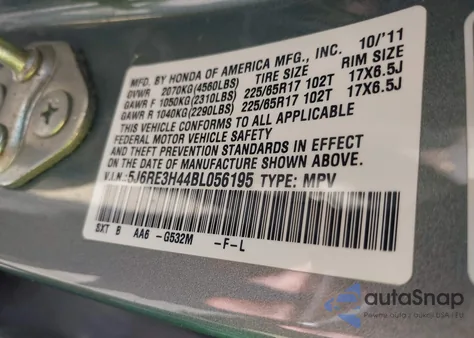 MFD. BY HONDA OF AMERICA MFG., INC. 10/'11
GVWR 2070KG(4560LBS) TIRE SIZE RIM SIZE
GAWR F 1050KG(2310LBS) 225/65R17 102T 17X6.5J
GAWR R 1040KG(2290LBS) 225/65R17 102T 17X6.5J
THIS VEHICLE CONFORMS TO ALL APPLICABLE
FEDERAL MOTOR VEHICLE SAFETY
AND THEFT PREVENTION STANDARDS IN EFFECT
ON THE DATE OF MANUFACTURE SHOWN ABOVE.
V.I.N.:5J6RE3H44BL056195 TYPE: MPV
SXT B AA6 -G532M -F-L
autaSnap